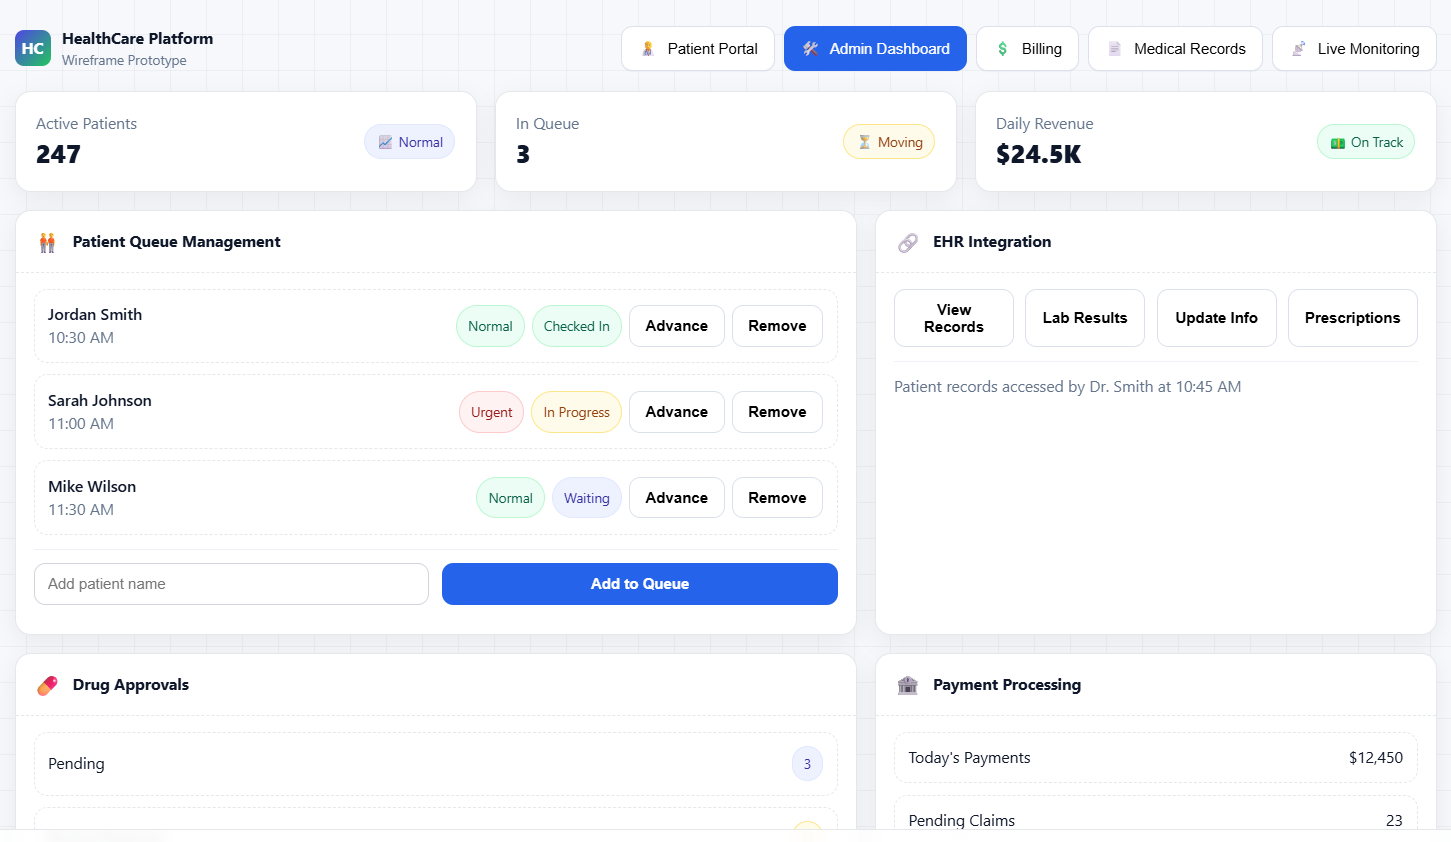 HC
HealthCare Platform
Wireframe Prototype
Patient Portal
Admin Dashboard
Billing
Medical Records
Live Monitoring
Active Patients
247
Normal
In Queue
3
Moving
Daily Revenue
$24.5K
On Track
Patient Queue Management
Jordan Smith
10:30 AM
Normal
Checked In
Advance
Remove
Sarah Johnson
11:00 AM
Urgent
In Progress
Advance
Remove
Mike Wilson
11:30 AM
Normal
Waiting
Advance
Remove
Add patient name
Add to Queue
EHR Integration
View
Records
Lab Results
Update Info
Prescriptions
Patient records accessed by Dr. Smith at 10:45 AM
Drug Approvals
Pending
3
Payment Processing
Today's Payments
$12,450
Pending Claims
23